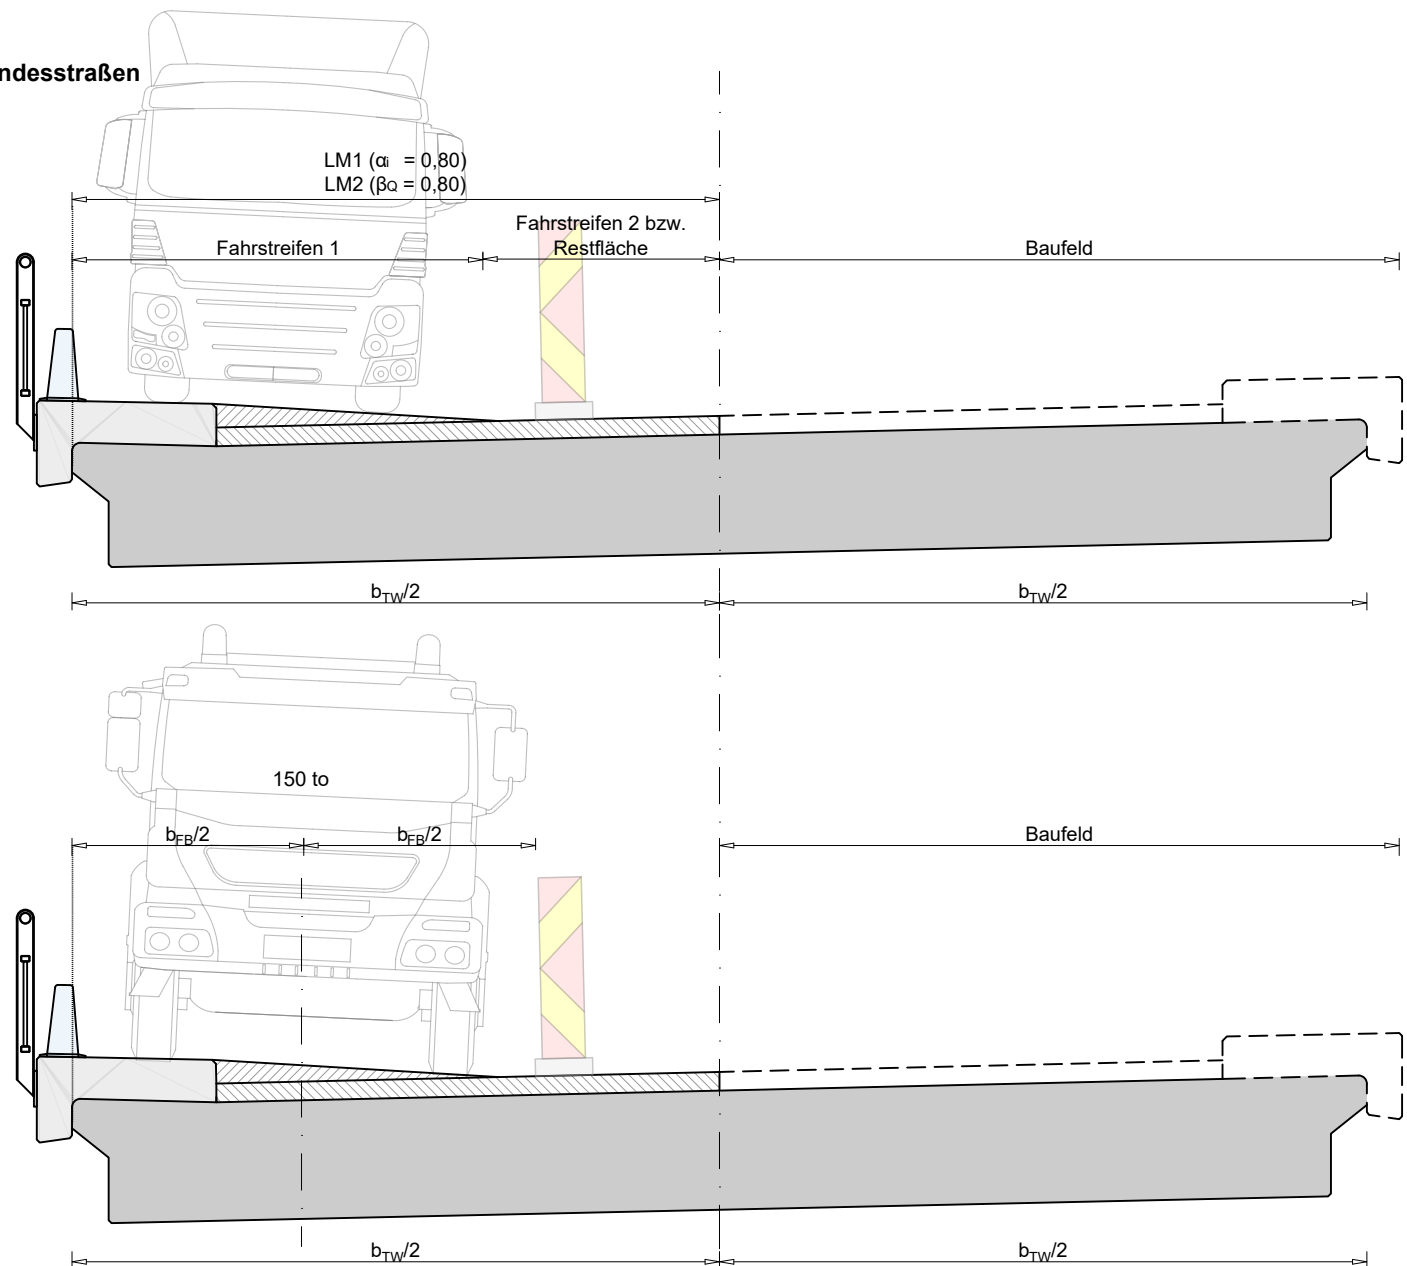 ndesstraßen
LM1 (αi = 0,80)
LM2 (βQ = 0,80)
Fahrstreifen 1
Fahrstreifen 2 bzw.
Restfläche
Baufeld
bTW/2
bTW/2
150 to
bFB/2
bFB/2
Baufeld
bTW/2
bTW/2